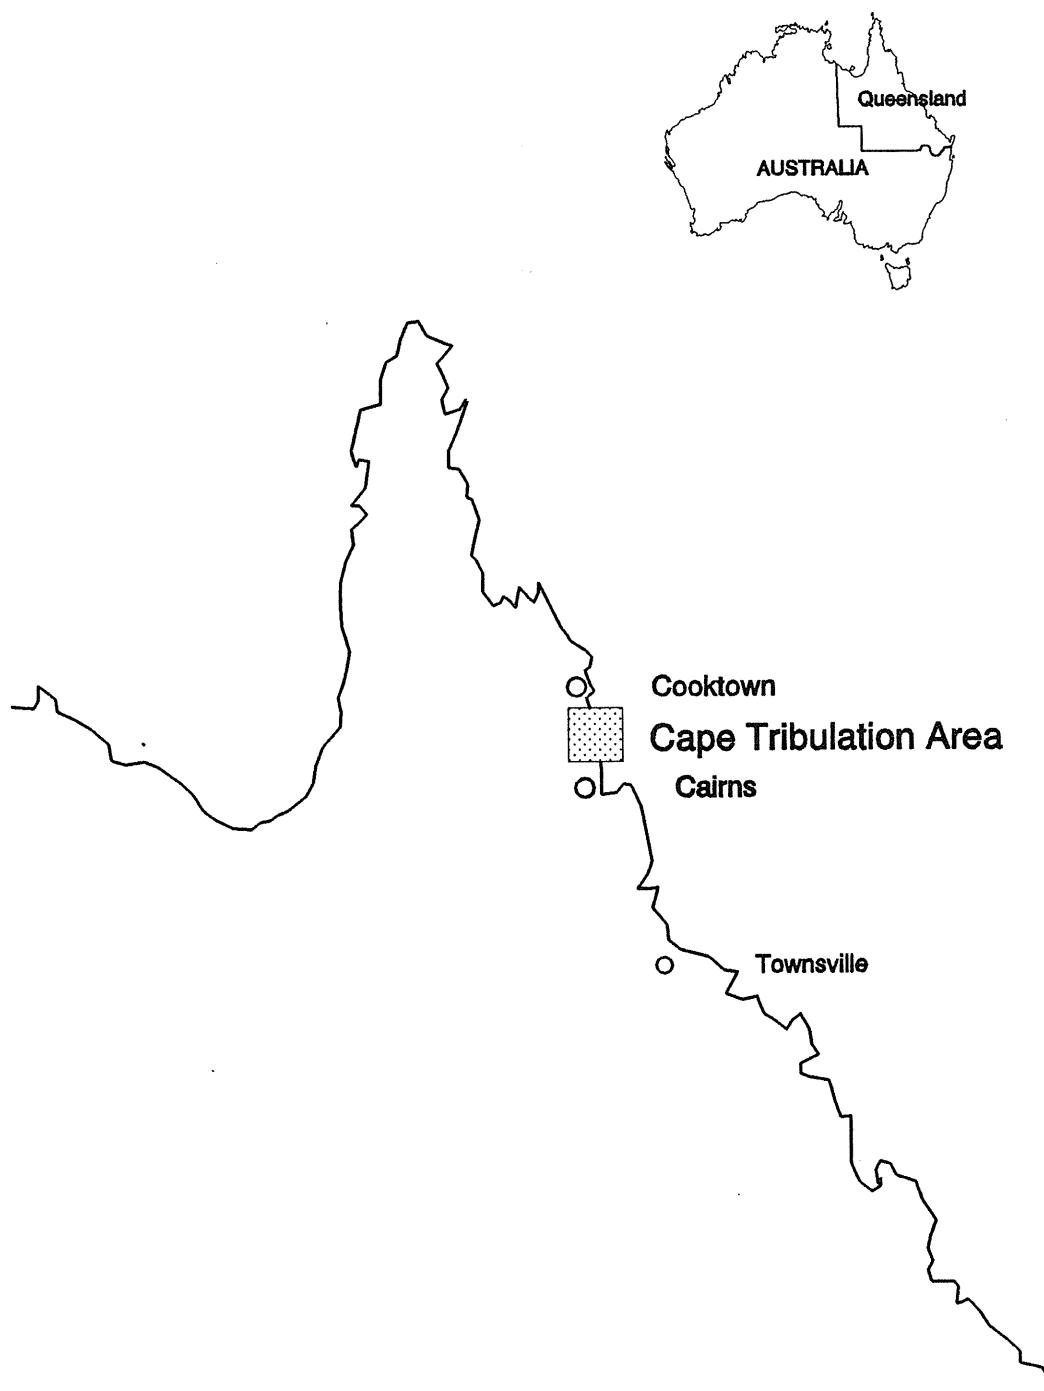 Queensland
AUSTRALIA
Cooktown
Cape Tribulation Area
Cairns
Townsville